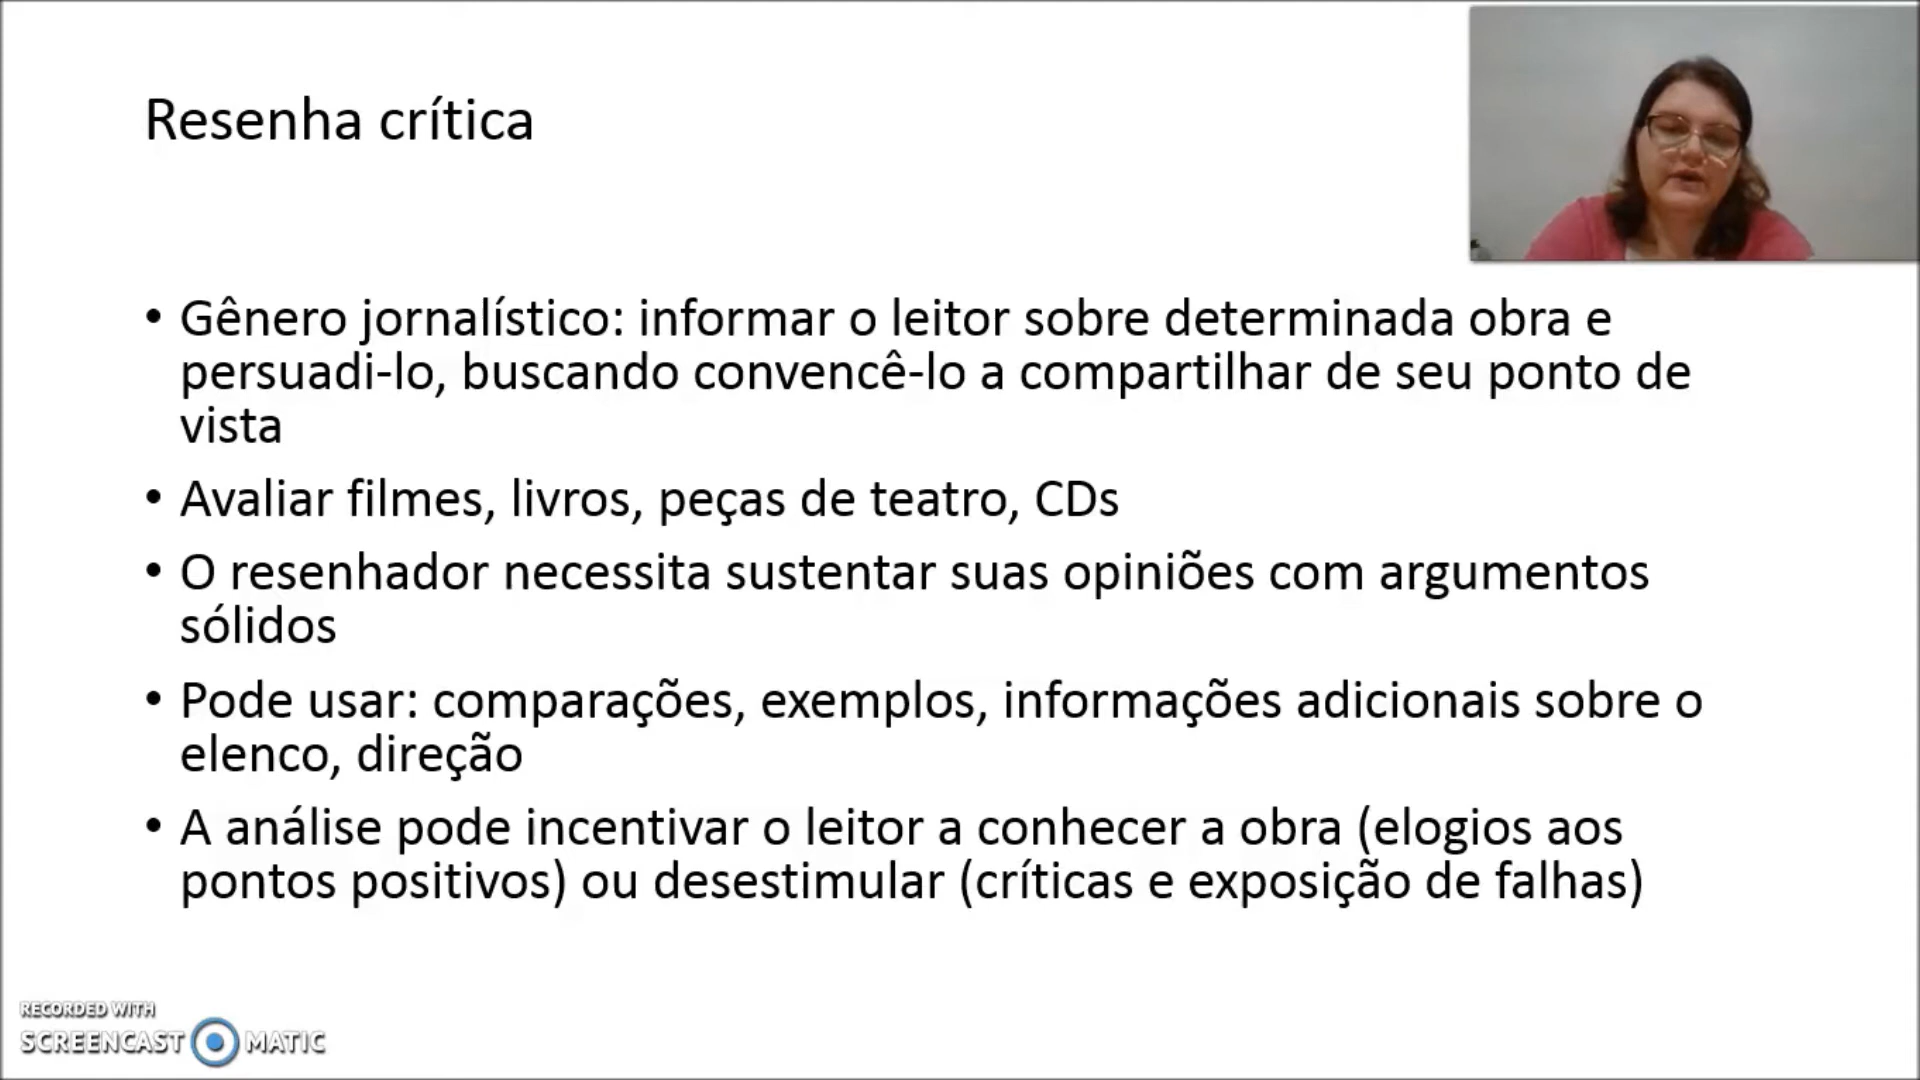 Resenha crítica
• Gênero jornalístico: informar o leitor sobre determinada obra e
persuadi-lo, buscando convencê-lo a compartilhar de seu ponto de
vista
• Avaliar filmes, livros, peças de teatro, CDs
• O resenhador necessita sustentar suas opiniões com argumentos
sólidos
• Pode usar: comparações, exemplos, informações adicionais sobre o
elenco, direção
• A análise pode incentivar o leitor a conhecer a obra (elogios aos
pontos positivos) ou desestimular (críticas e exposição de falhas)
RECORDED WITH
SCREENCAST MATIC